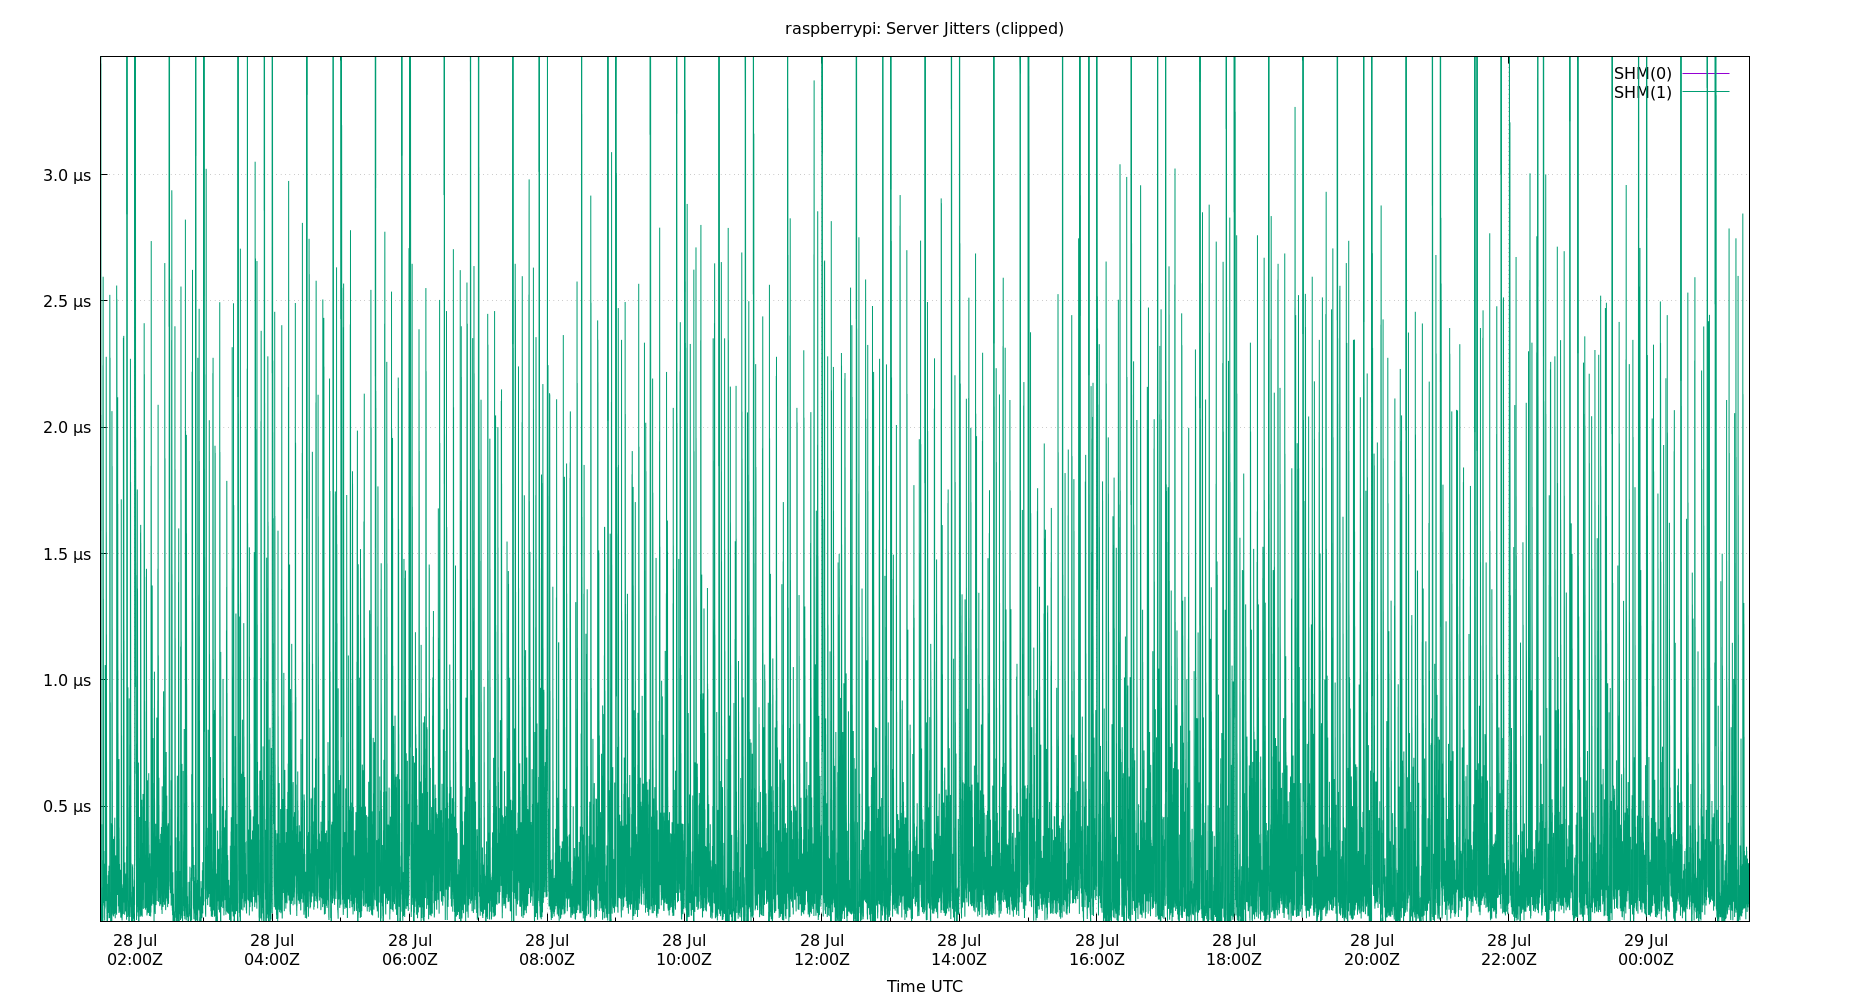 raspberrypi: Server Jitters (clipped)
SHM(0)
SHM(1)
3.0 μs
2.5 μs
2.0 μs
1.5 μs
1.0 μs
0.5 μs
28 Jul 28 Jul 28 Jul 28 Jul 28 Jul 28 Jul 28 Jul 28 Jul 28 Jul 28 Jul 28 Jul 29 Jul
02:00Z 04:00Z 06:00Z 08:00Z 10:00Z 12:00Z 14:00Z 16:00Z 18:00Z 20:00Z 22:00Z 00:00Z
Time UTC